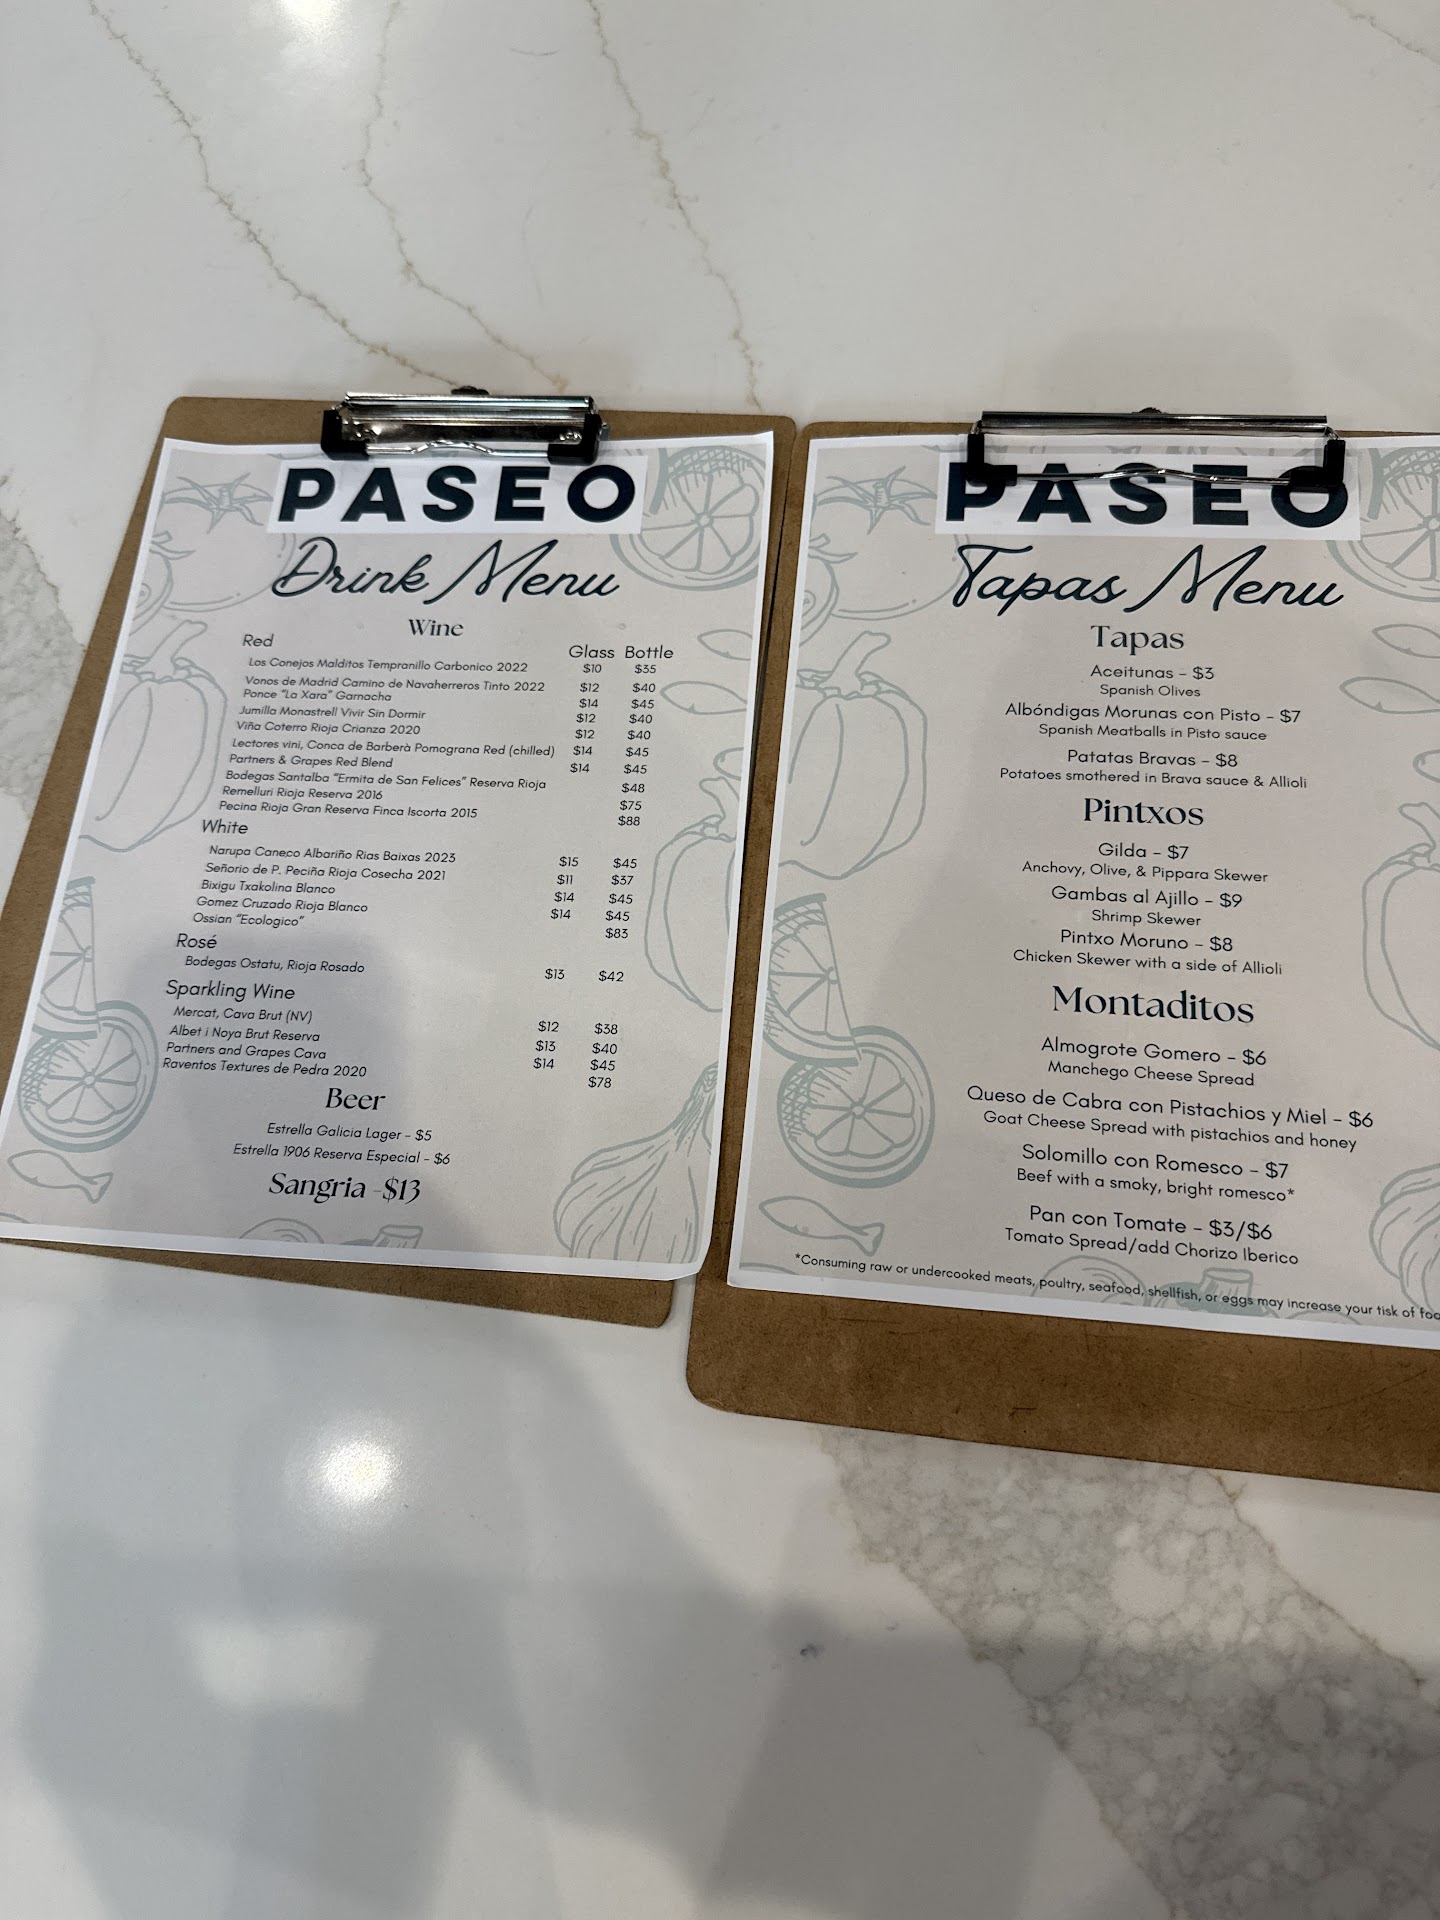 PASEO
Drink Menu
Wine
Red
Glass Bottle
Los Conejos Malditos Tempranillo Carbonico 2022 $10 $35
Vonos de Madrid Camino de Navaherreros Tinto 2022 $12 $40
Ponce "La Xara" Garnacha $14 $45
Jumilla Monastrell Vivir Sin Dormir $12 $40
Viña Coterro Rioja Crianza 2020 $12 $40
Lectores vini, Conca de Barberà Pomograna Red (chilled) $14 $45
Partners & Grapes Red Blend $14 $45
Bodegas Santalba "Ermita de San Felices" Reserva Rioja $48
Remelluri Rioja Reserva 2016 $75
Pecina Rioja Gran Reserva Finca Iscorta 2015 $88
White
Narupa Caneco Albariño Rias Baixas 2023 $15 $45
Señorio de P. Peciña Rioja Cosecha 2021 $11 $37
Bixigu Txakolina Blanco $14 $45
Gomez Cruzado Rioja Blanco $14 $45
Ossian "Ecologico" $83
Rosé
Bodegas Ostatu, Rioja Rosado $13 $42
Sparkling Wine
Mercat, Cava Brut (NV) $12 $38
Albet i Noya Brut Reserva $13 $40
Partners and Grapes Cava $14 $45
Raventos Textures de Pedra 2020 $78
Beer
Estrella Galicia Lager - $5
Estrella 1906 Reserva Especial - $6
Sangria -$13
PASEO
Tapas Menu
Tapas
Aceitunas - $3
Spanish Olives
Albóndigas Morunas con Pisto - $7
Spanish Meatballs in Pisto sauce
Patatas Bravas - $8
Potatoes smothered in Brava sauce & Allioli
Pintxos
Gilda - $7
Anchovy, Olive, & Pippara Skewer
Gambas al Ajillo - $9
Shrimp Skewer
Pintxo Moruno - $8
Chicken Skewer with a side of Allioli
Montaditos
Almogrote Gomero - $6
Manchego Cheese Spread
Queso de Cabra con Pistachios y Miel - $6
Goat Cheese Spread with pistachios and honey
Solomillo con Romesco - $7
Beef with a smoky, bright romesco*
Pan con Tomate - $3/$6
Tomato Spread/add Chorizo Iberico
*Consuming raw or undercooked meats, poultry, seafood, shellfish, or eggs may increase your tisk of foo